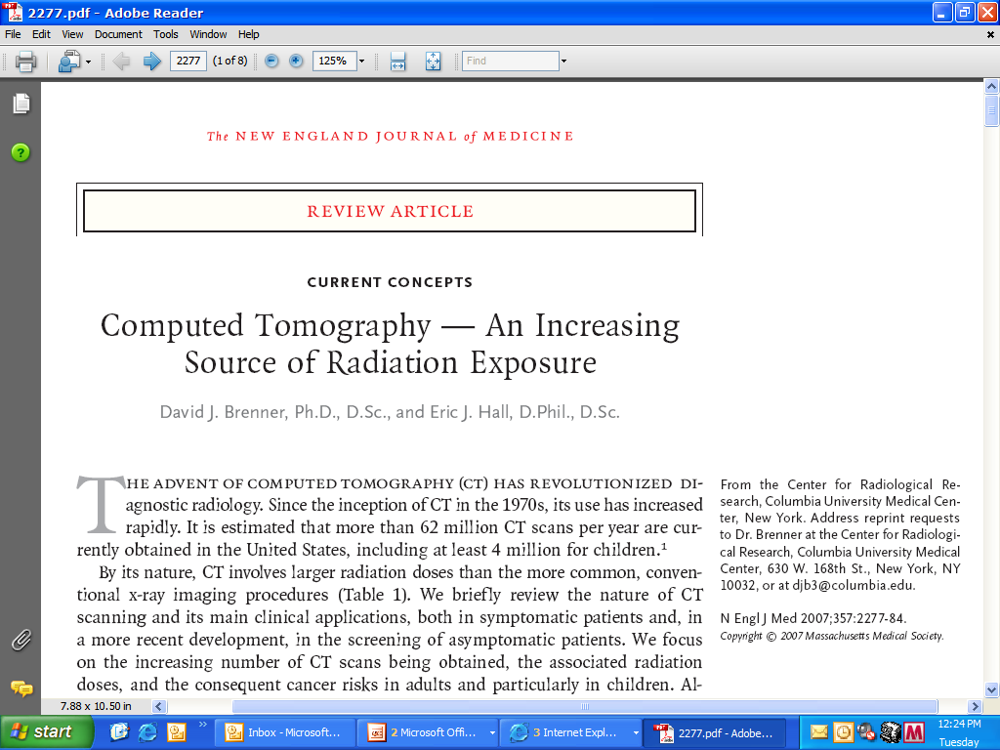 2277.pdf - Adobe Reader
File Edit View Document Tools Window Help
2277 (1 of 8) 125% Find
The NEW ENGLAND JOURNAL of MEDICINE
REVIEW ARTICLE
CURRENT CONCEPTS
Computed Tomography — An Increasing
Source of Radiation Exposure
David J. Brenner, Ph.D., D.Sc., and Eric J. Hall, D.Phil., D.Sc.
THE ADVENT OF COMPUTED TOMOGRAPHY (CT) HAS REVOLUTIONIZED DI-
agnostic radiology. Since the inception of CT in the 1970s, its use has increased
rapidly. It is estimated that more than 62 million CT scans per year are cur-
rently obtained in the United States, including at least 4 million for children.¹
By its nature, CT involves larger radiation doses than the more common, conven-
tional x-ray imaging procedures (Table 1). We briefly review the nature of CT
scanning and its main clinical applications, both in symptomatic patients and, in
a more recent development, in the screening of asymptomatic patients. We focus
on the increasing number of CT scans being obtained, the associated radiation
doses, and the consequent cancer risks in adults and particularly in children. Al-
From the Center for Radiological Re-
search, Columbia University Medical Cen-
ter, New York. Address reprint requests
to Dr. Brenner at the Center for Radiologi-
cal Research, Columbia University Medical
Center, 630 W. 168th St., New York, NY
10032, or at djb3@columbia.edu.
N Engl J Med 2007;357:2277-84.
Copyright © 2007 Massachusetts Medical Society.
7.88 x 10.50 in
start Inbox - Microsoft... 2 Microsoft Offi... 3 Internet Expl... 2277.pdf - Adobe... 12:24 PM
Tuesday